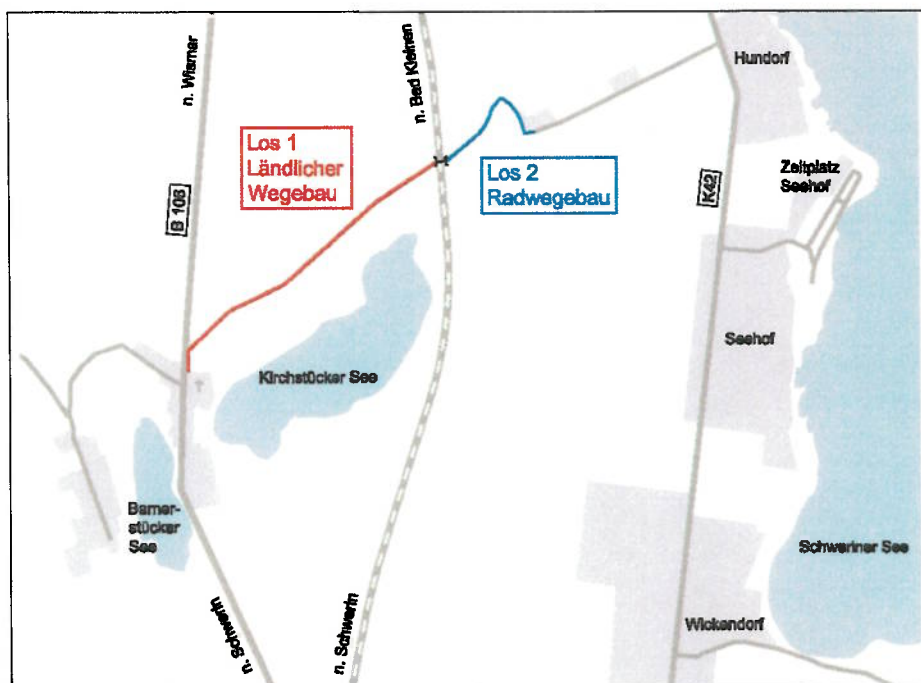 n. Wismar
n. Bad Kleinen
Hundorf
Los 1
Ländlicher
Wegebau
Los 2
Radwegebau
Zeltplatz
Seehof
B 106
K42
Seehof
Kirchstücker See
Barner-
stücker
See
Schweriner See
n. Schwerin
n. Schwerin
Wickendorf